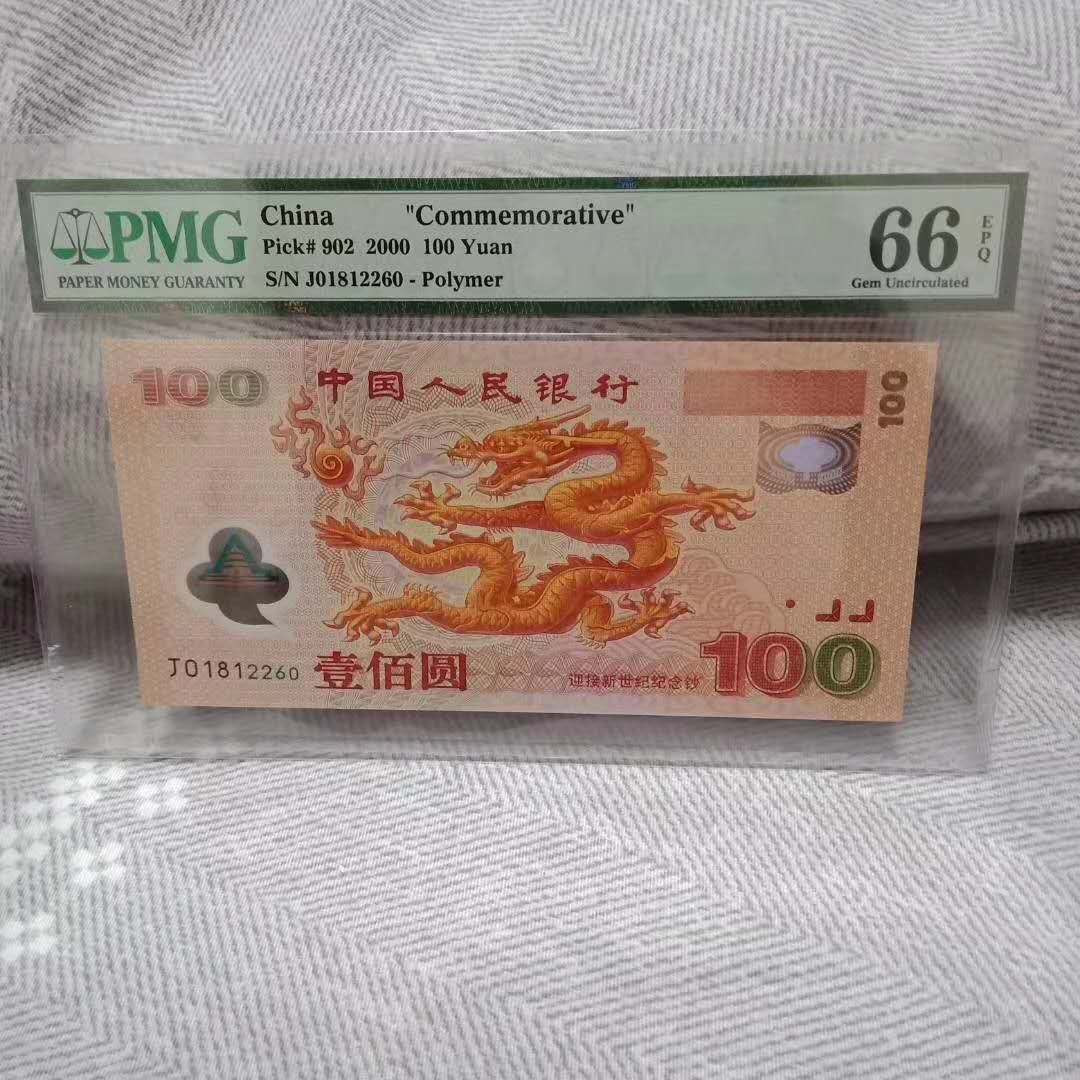 PMG
PAPER MONEY GUARANTY
China "Commemorative"
Pick# 902 2000 100 Yuan
S/N J01812260 - Polymer
66
EPQ
Gem Uncirculated
100 中国人民银行 100
J01812260 壹佰圆
迎接新世纪纪念钞 100